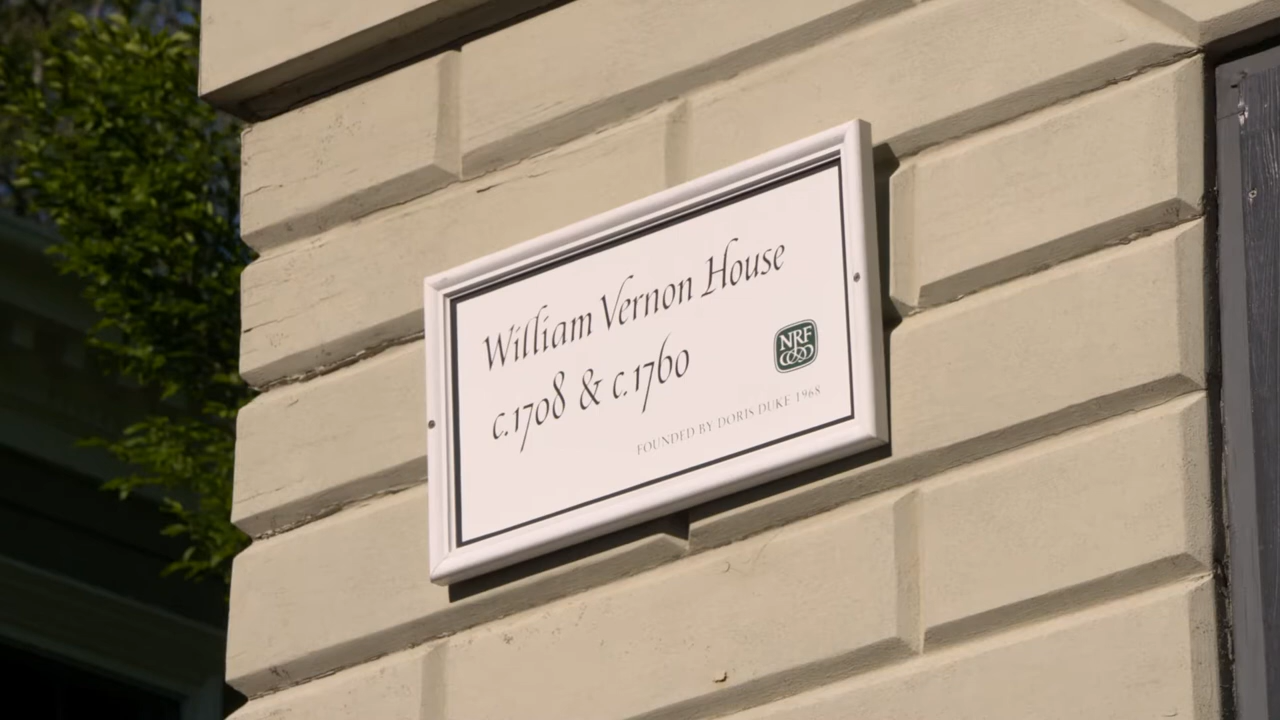 William Vernon House
c.1708 & c.1760
NRF
FOUNDED BY DORIS DUKE 1968